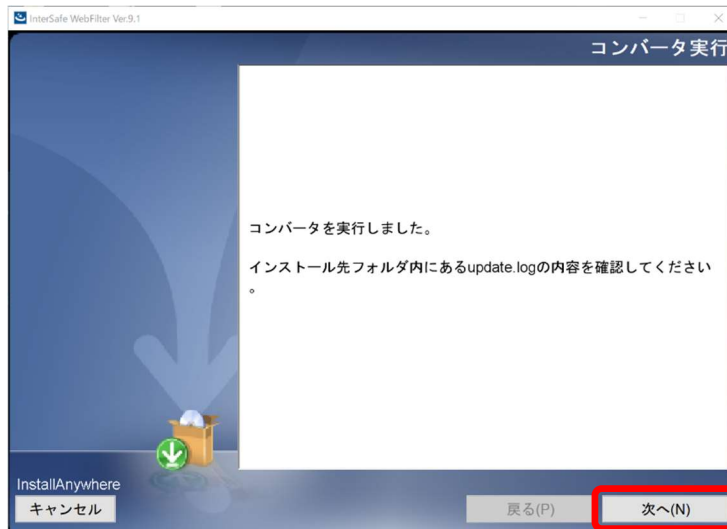 InterSafe WebFilter Ver.9.1
コンバータ実行
コンバータを実行しました。
インストール先フォルダ内にあるupdate.logの内容を確認してください
。
InstallAnywhere
キャンセル
戻る(P)
次へ(N)